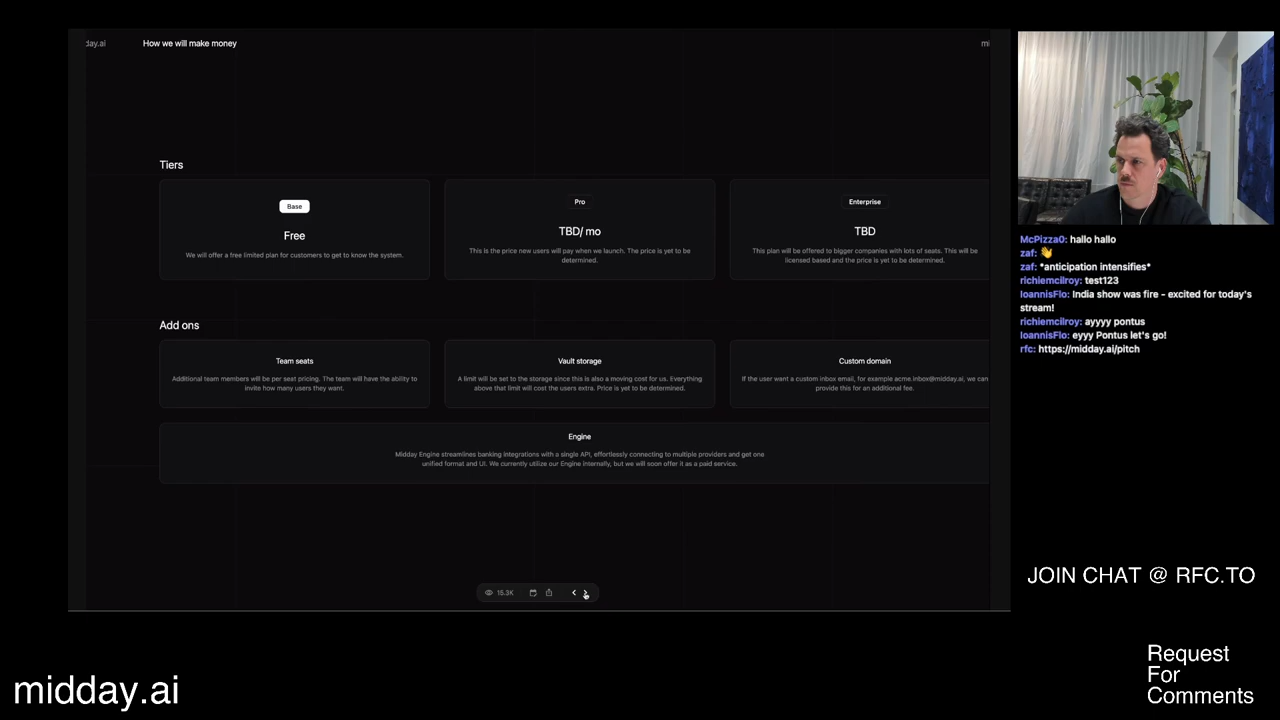 day.ai
How we will make money
mi
Tiers
Base
Free
We will offer a free limited plan for customers to get to know the system.
Pro
TBD/ mo
This is the price new users will pay when we launch. The price is yet to be
determined.
Enterprise
TBD
This plan will be offered to bigger companies with lots of seats. This will be
licensed based and the price is yet to be determined.
Add ons
Team seats
Additional team members will be per seat pricing. The team will have the ability to
invite how many users they want.
Vault storage
A limit will be set to the storage since this is also a moving cost for us. Everything
above that limit will cost the users extra. Price is yet to be determined.
Custom domain
If the user want a custom inbox email, for example acme.inbox@midday.ai, we can
provide this for an additional fee.
Engine
Midday Engine streamlines banking integrations with a single API, effortlessly connecting to multiple providers and get one
unified format and UI. We currently utilize our Engine internally, but we will soon offer it as a paid service.
15.3K
McPizza0: hallo hallo
zaf: 👋
zaf: *anticipation intensifies*
richiemcilroy: test123
IoannisFlo: India show was fire - excited for today's
stream!
richiemcilroy: ayyyy pontus
IoannisFlo: eyyy Pontus let's go!
rfc: https://midday.ai/pitch
JOIN CHAT @ RFC.TO
midday.ai
Request
For
Comments